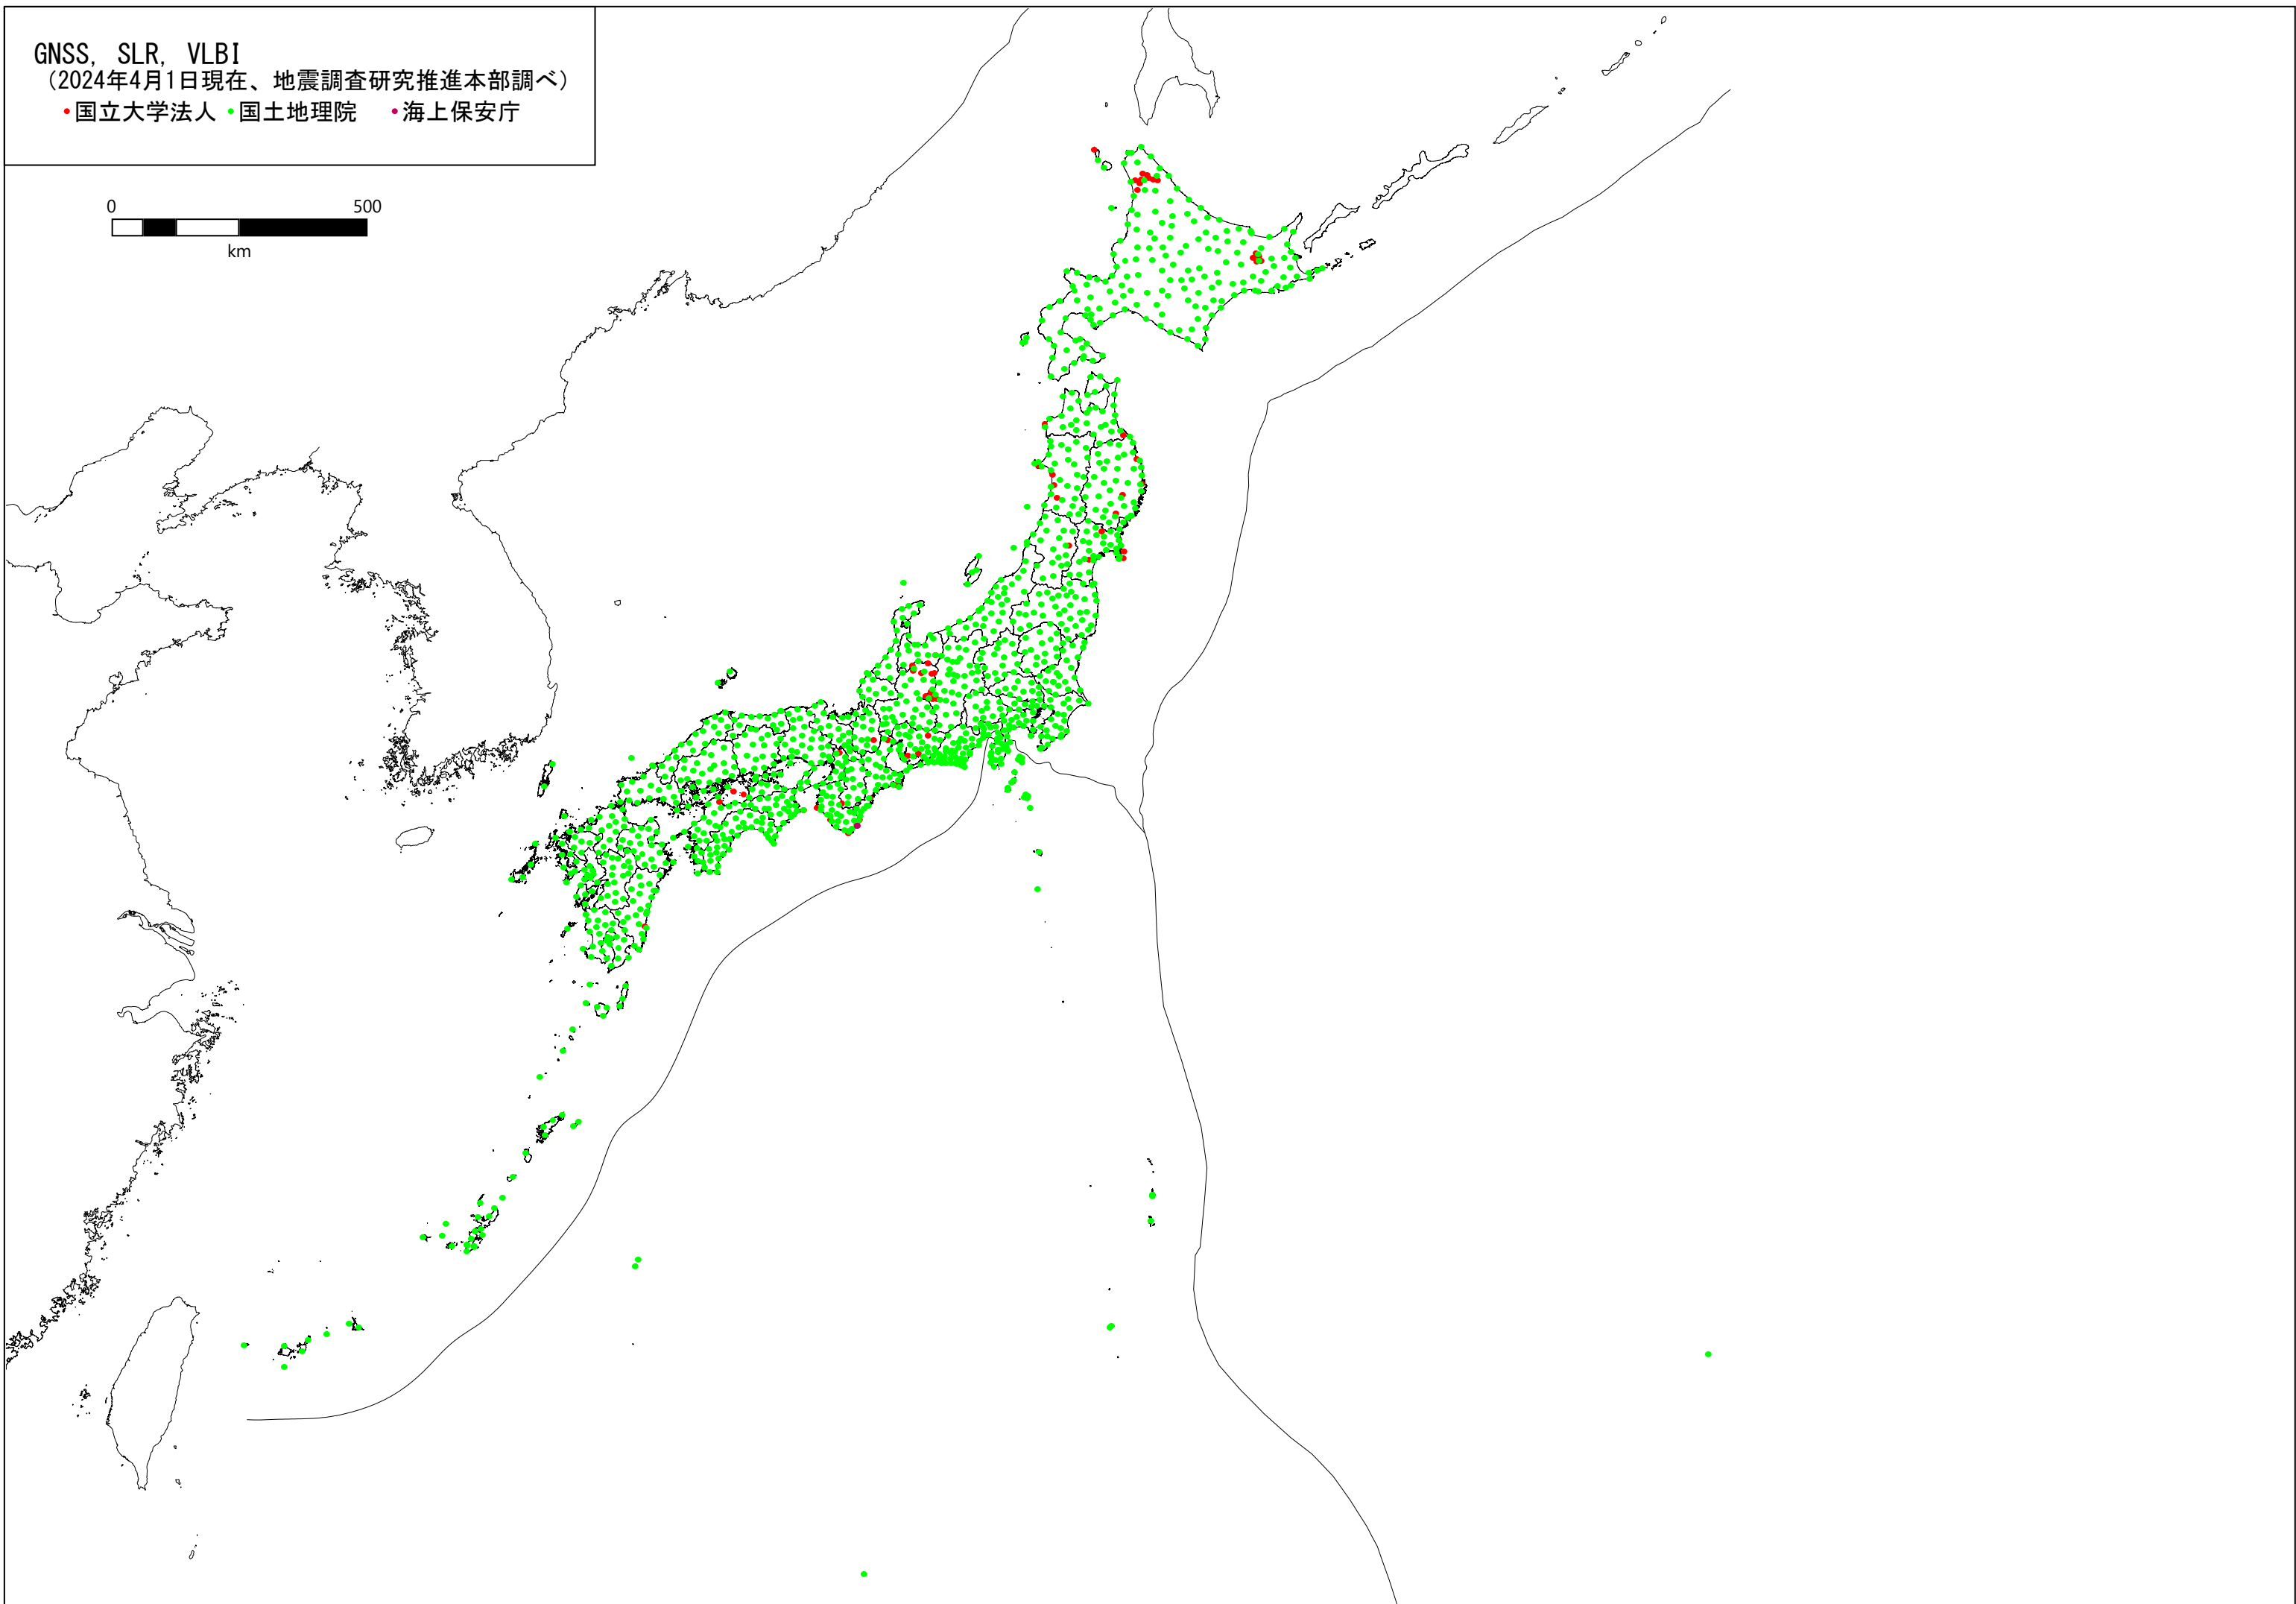 GNSS, SLR, VLBI
（2024年4月1日現在、地震調査研究推進本部調べ）
国立大学法人 国土地理院 海上保安庁
0 500
km